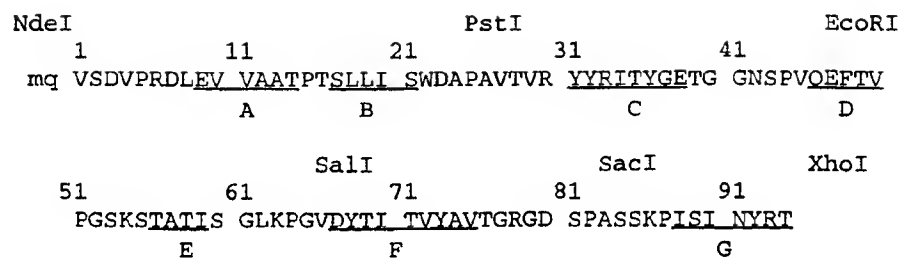 NdeI PstI EcoRI
1 11 21 31 41
mq VSDVPRDLEV VAATPTSLLI SWDAPAVTVR YYRITYGETG GNSPVQEFTV
A B C D
SalI SacI XhoI
51 61 71 81 91
PGSKSTATIS GLKPGVDYTI TVYAVTGRGD SPASSKPISI NYRT
E F G